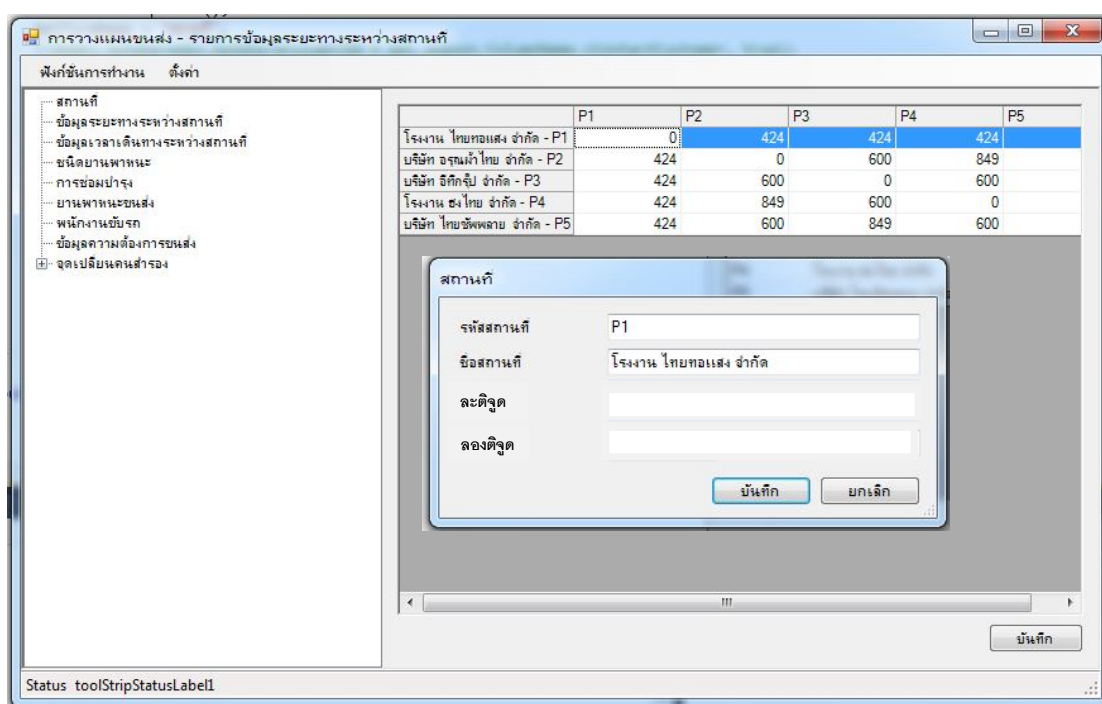 การวางแผนขนส่ง - รายการข้อมูลระยะทางระหว่างสถานที่
ฟังก์ชันการทำงาน ตั้งค่า
สถานที่
ข้อมูลระยะทางระหว่างสถานที่
ข้อมูลเวลาเดินทางระหว่างสถานที่
ชนิดยานพาหนะ
การซ่อมบำรุง
ยานพาหนะขนส่ง
พนักงานขับรถ
ข้อมูลความต้องการขนส่ง
จุดเปลี่ยนคนสำรอง
P1 P2 P3 P4 P5
โรงงาน ไทยทอแสง จำกัด - P1 0 424 424 424
บริษัท อรุณผ้าไทย จำกัด - P2 424 0 600 849
บริษัท อิทึกรุ๊ป จำกัด - P3 424 600 0 600
โรงงาน ธงไทย จำกัด - P4 424 849 600 0
บริษัท ไทยซัพพลาย จำกัด - P5 424 600 849 600
สถานที่
รหัสสถานที่ P1
ชื่อสถานที่ โรงงาน ไทยทอแสง จำกัด
ละติจูด
ลองติจูด
บันทึก ยกเลิก
บันทึก
Status toolStripStatusLabel1